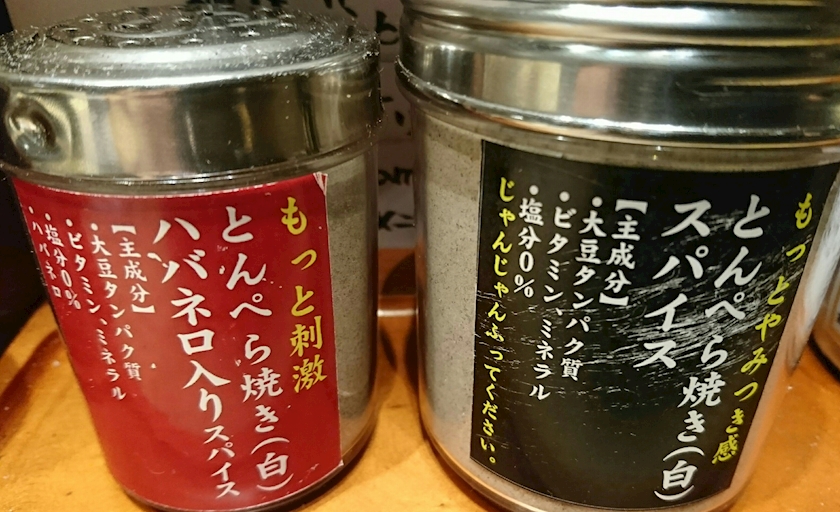 もっと刺激
とんぺら焼き(白)
ハバネロ入りスパイス
【主成分】
・大豆タンパク質
・ビタミン、ミネラル
・塩分0%
・ハバネロ
もっとやみつき感
とんぺら焼き(白)
スパイス
【主成分】
・大豆タンパク質
・ビタミン、ミネラル
・塩分0%
じゃんじゃんふってください。